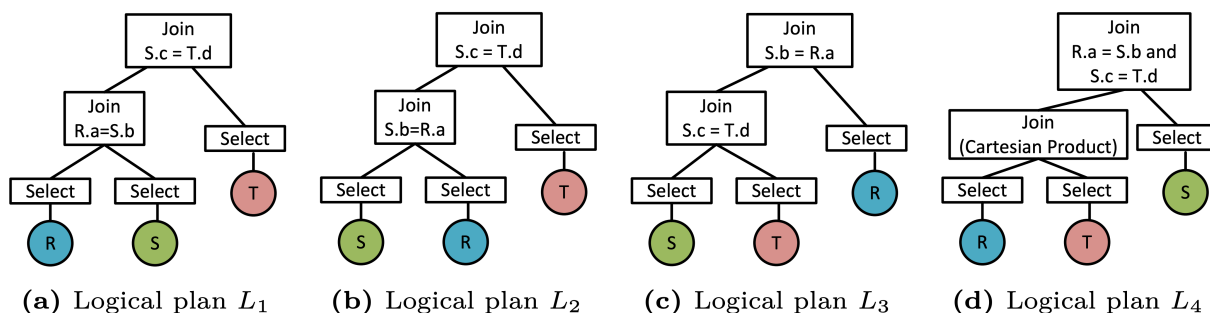 Join
S.c = T.d
Join
R.a=S.b
Select
Select
Select
T
R
S
(a) Logical plan L1
Join
S.c = T.d
Join
S.b=R.a
Select
Select
Select
T
S
R
(b) Logical plan L2
Join
S.b = R.a
Join
S.c = T.d
Select
Select
Select
R
S
T
(c) Logical plan L3
Join
R.a = S.b and
S.c = T.d
Join
(Cartesian Product)
Select
Select
Select
S
R
T
(d) Logical plan L4